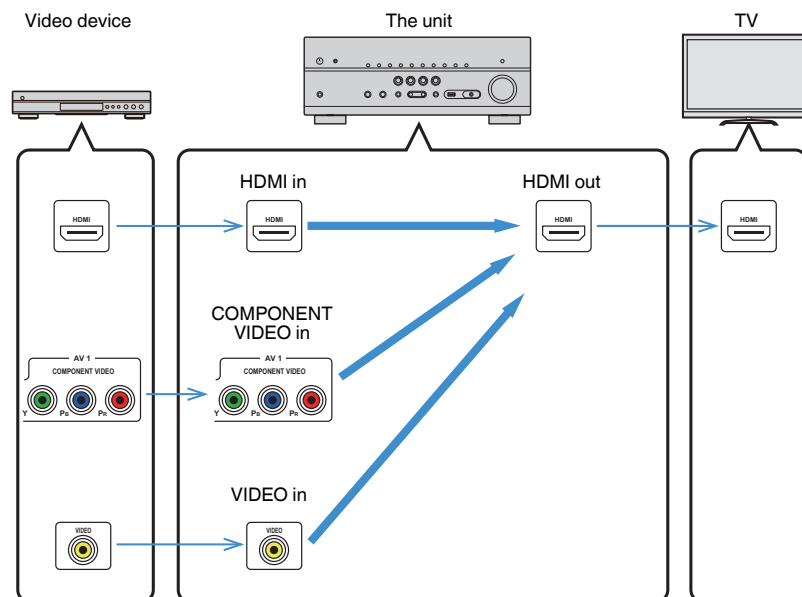 Video device
The unit
TV
HDMI in
HDMI out
HDMI
HDMI
HDMI
HDMI
COMPONENT
VIDEO in
AV 1
COMPONENT VIDEO
Y PB PR
AV 1
COMPONENT VIDEO
Y PB PR
VIDEO in
VIDEO
VIDEO